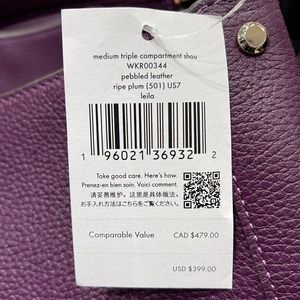 medium triple compartment shou
WKR00344
pebbled leather
ripe plum (501) US7
leila
1 96021 36932 2
Take good care. Here's how.
Prenez-en bien soin. Voici comment.
请妥善维护。这里是具体做法。
お手入れ方法はこちらをご覧ください
Comparable Value CAD $479.00
USD $399.00